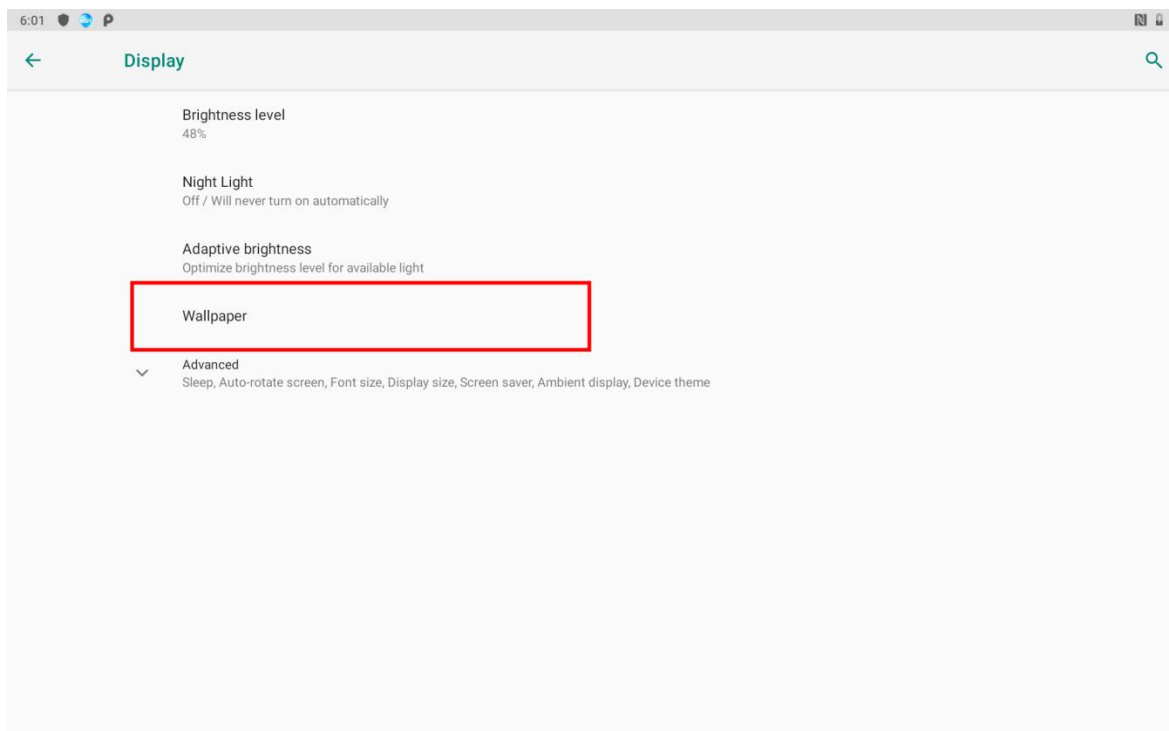 6:01
Display
Brightness level
48%
Night Light
Off / Will never turn on automatically
Adaptive brightness
Optimize brightness level for available light
Wallpaper
Advanced
Sleep, Auto-rotate screen, Font size, Display size, Screen saver, Ambient display, Device theme